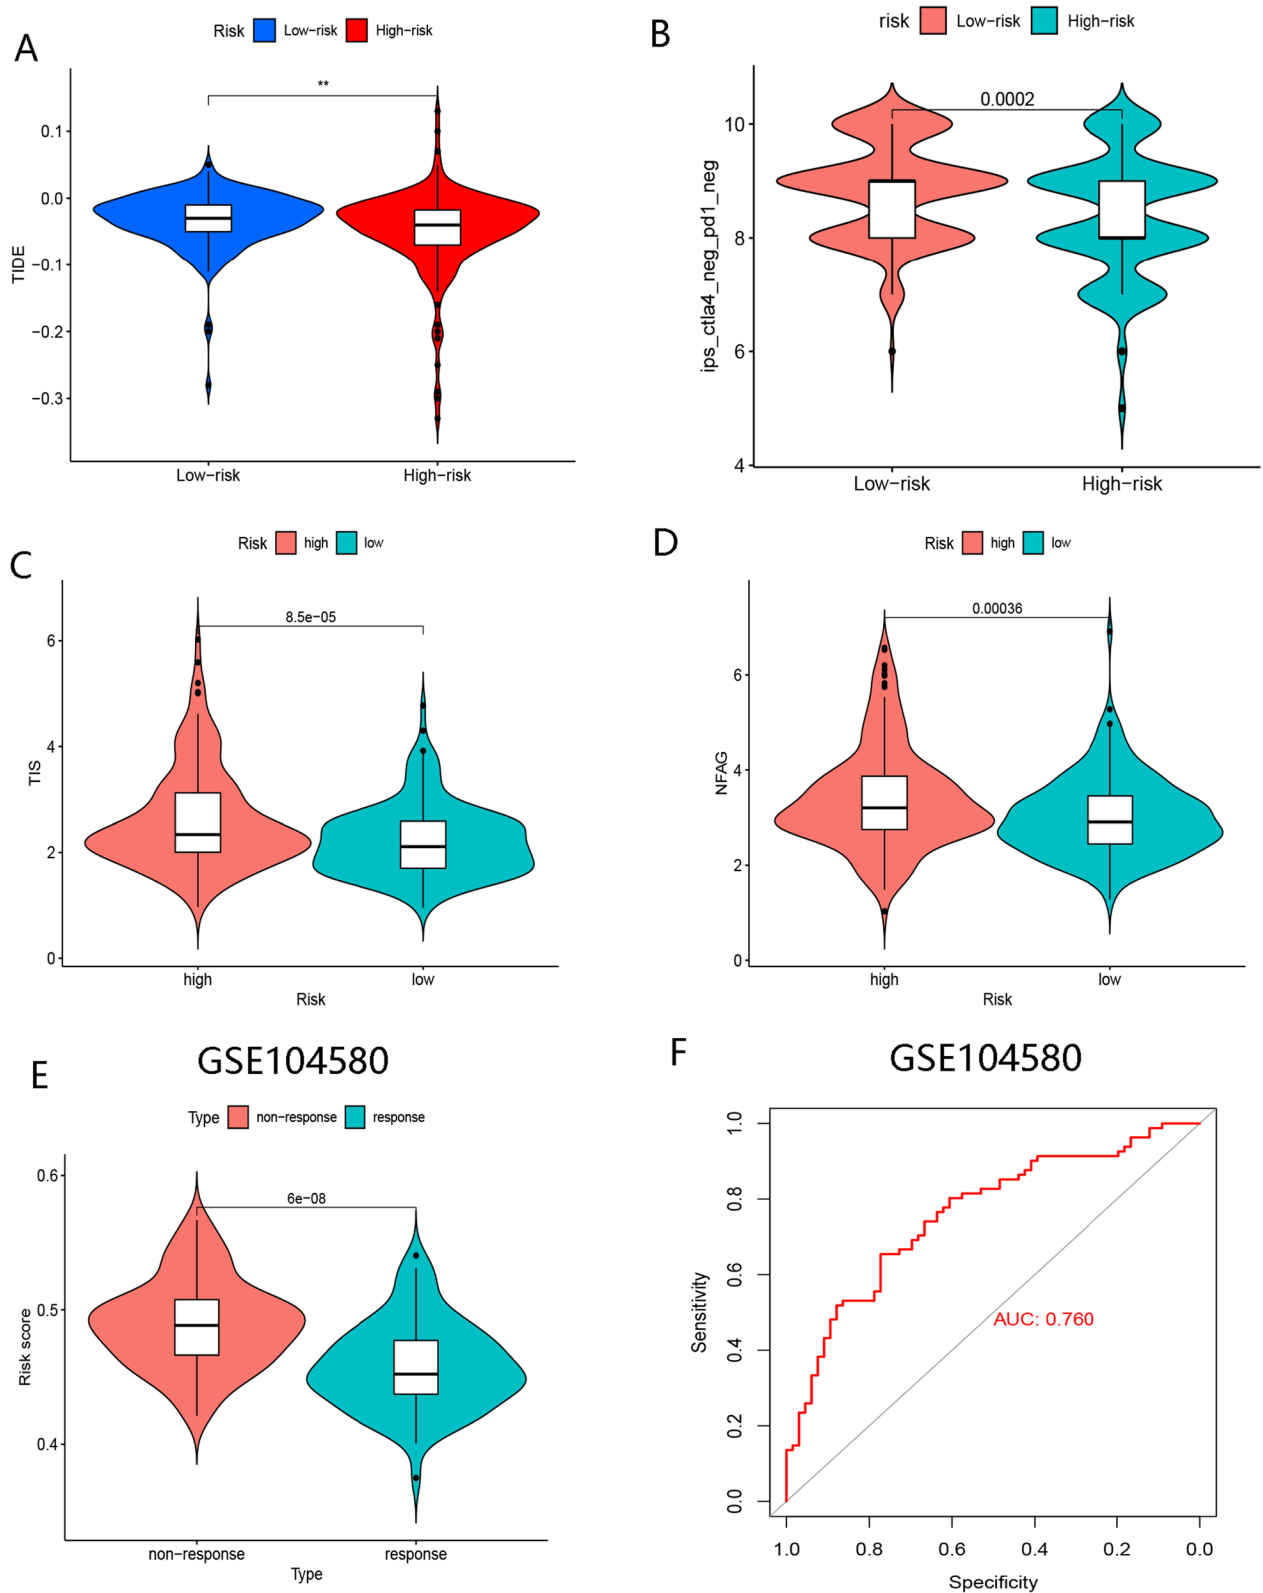 A
Risk Low-risk High-risk
**
TIDE
0.1
0.0
−0.1
−0.2
−0.3
Low−risk High−risk
B
risk Low−risk High−risk
0.0002
ips_ctla4_neg_pd1_neg
10
8
6
4
Low−risk High−risk
C
Risk high low
8.5e−05
TIS
6
4
2
0
high low
Risk
D
Risk high low
0.00036
NFAG
6
4
2
0
high low
Risk
E
GSE104580
Type non−response response
6e−08
Risk score
0.6
0.5
0.4
non−response response
Type
F
GSE104580
Sensitivity
1.0
0.8
0.6
0.4
0.2
0.0
AUC: 0.760
1.0 0.8 0.6 0.4 0.2 0.0
Specificity